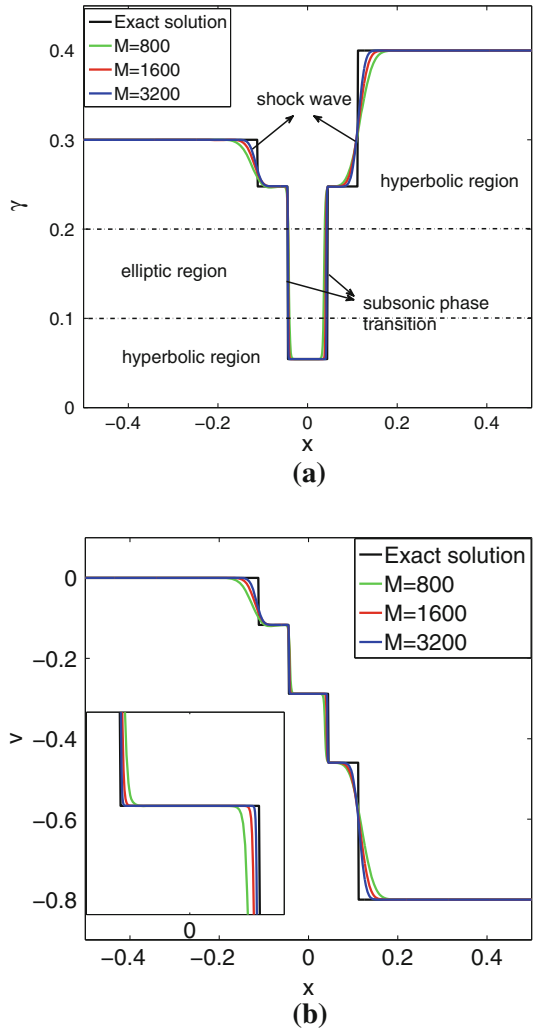 Exact solution
M=800
M=1600
M=3200
0.4
0.3
0.2
0.1
0
γ
shock wave
hyperbolic region
elliptic region
subsonic phase
transition
hyperbolic region
−0.4 −0.2 0 0.2 0.4
x
(a)
Exact solution
M=800
M=1600
M=3200
0
−0.2
−0.4
−0.6
−0.8
v
0
−0.4 −0.2 0 0.2 0.4
x
(b)